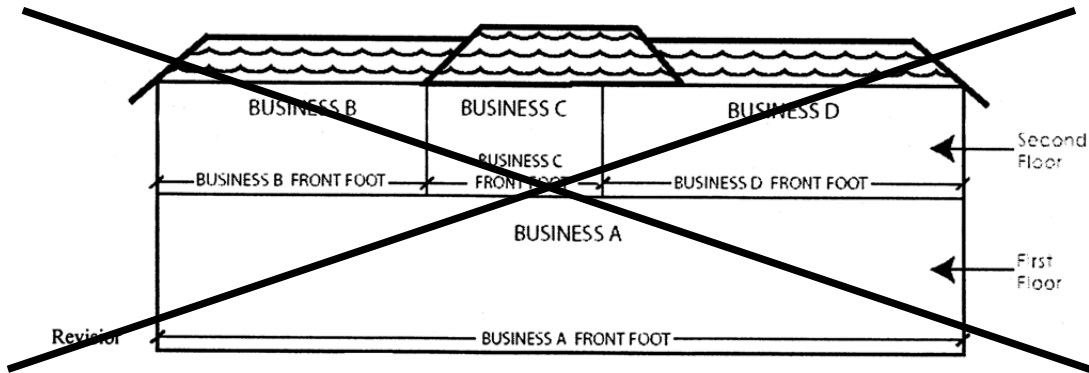 BUSINESS B
BUSINESS C
BUSINESS D
Second
Floor
BUSINESS C
BUSINESS B FRONT FOOT
FRONT FOOT
BUSINESS D FRONT FOOT
BUSINESS A
First
Floor
BUSINESS A FRONT FOOT